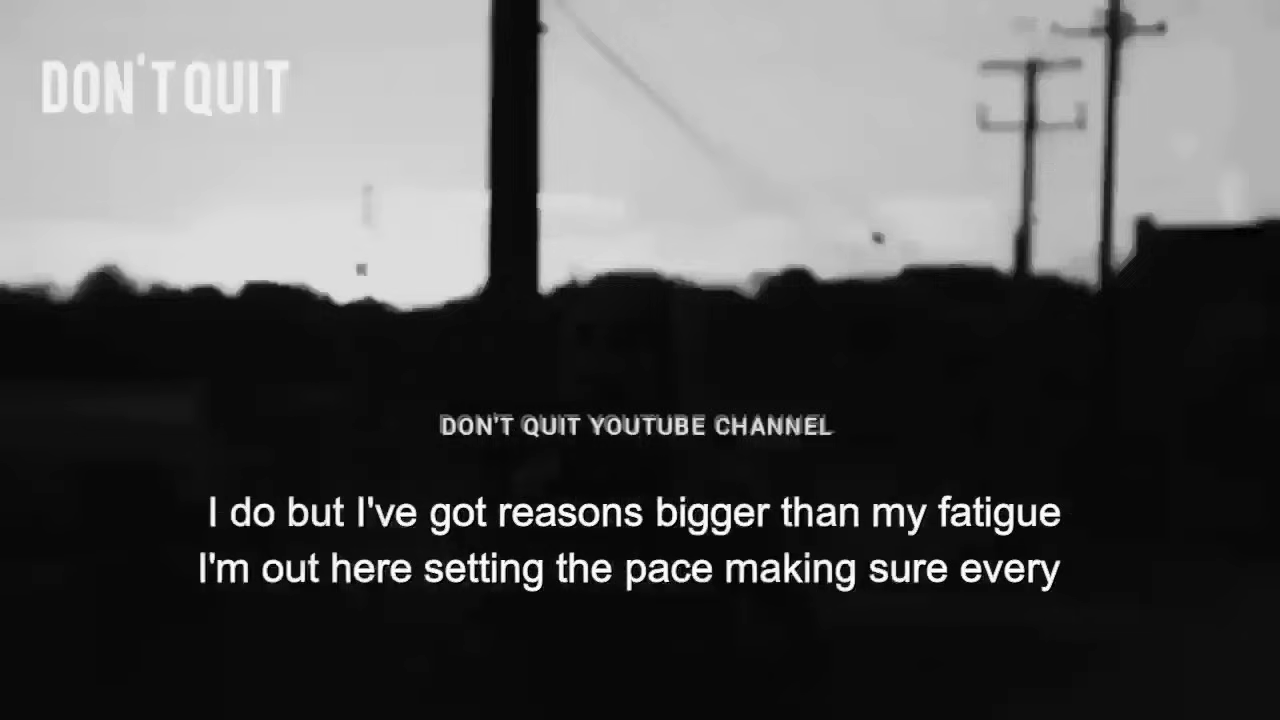 DON'T QUIT
DON'T QUIT YOUTUBE CHANNEL
I do but I've got reasons bigger than my fatigue
I'm out here setting the pace making sure every